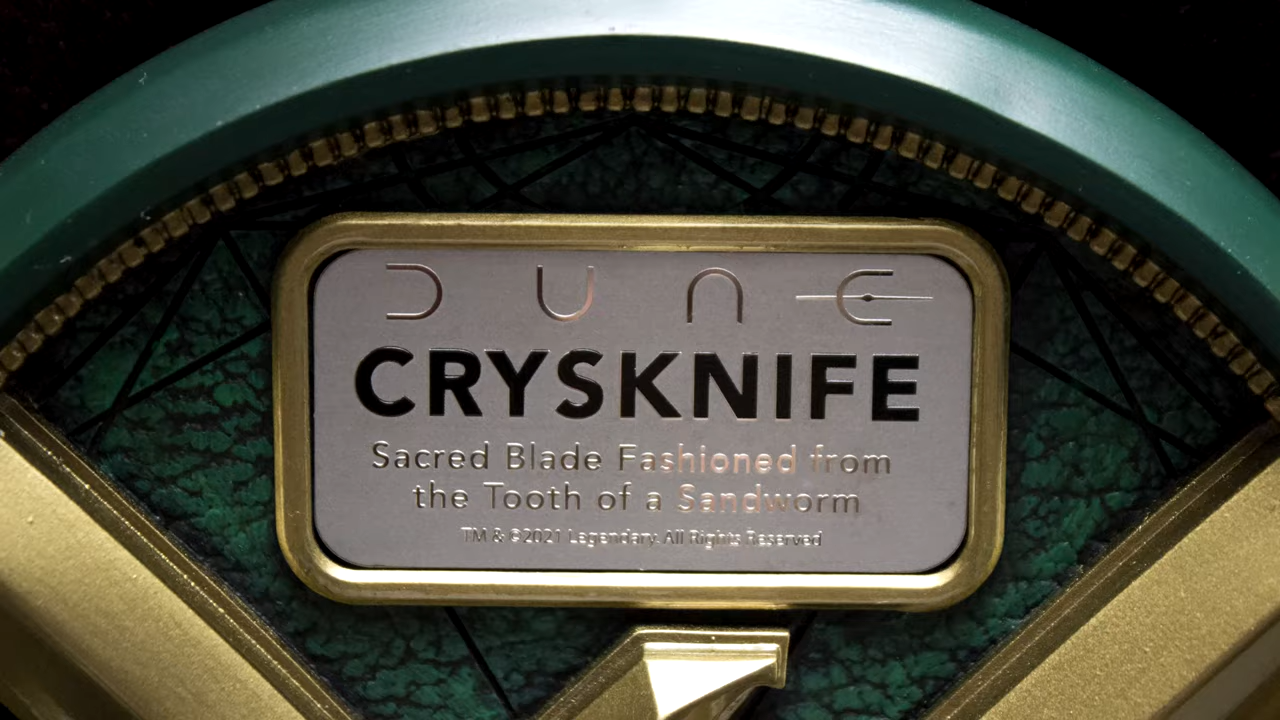 DUNE
CRYSKNIFE
Sacred Blade Fashioned from
the Tooth of a Sandworm
TM & ©2021 Legendary. All Rights Reserved